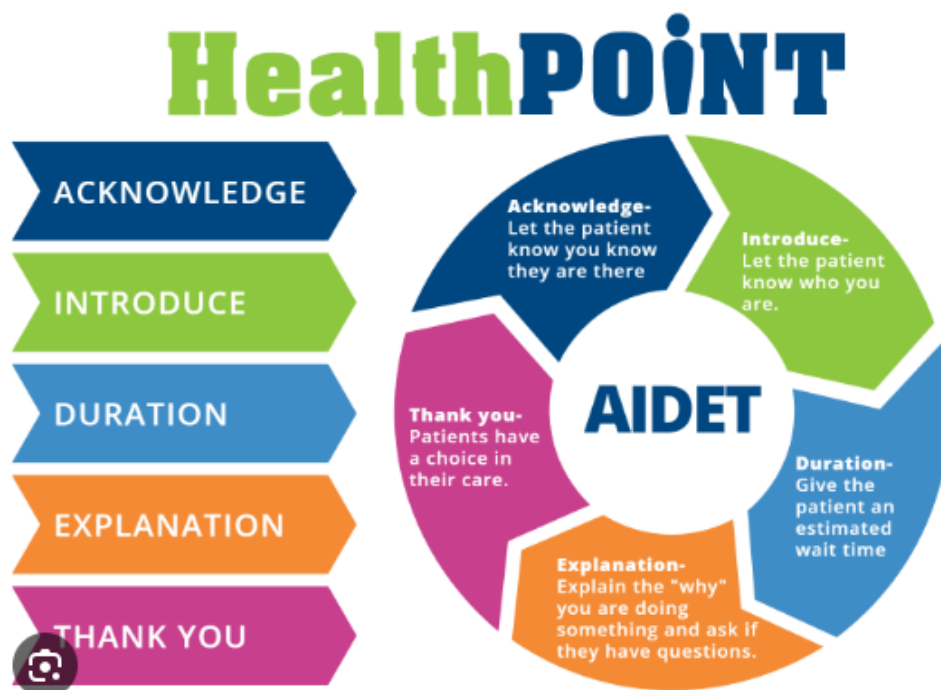 HealthPOiNT
ACKNOWLEDGE
INTRODUCE
DURATION
EXPLANATION
THANK YOU
Acknowledge-
Let the patient
know you know
they are there
Introduce-
Let the patient
know who you
are.
Duration-
Give the
patient an
estimated
wait time
Explanation-
Explain the "why"
you are doing
something and ask if
they have questions.
Thank you-
Patients have
a choice in
their care.
AIDET